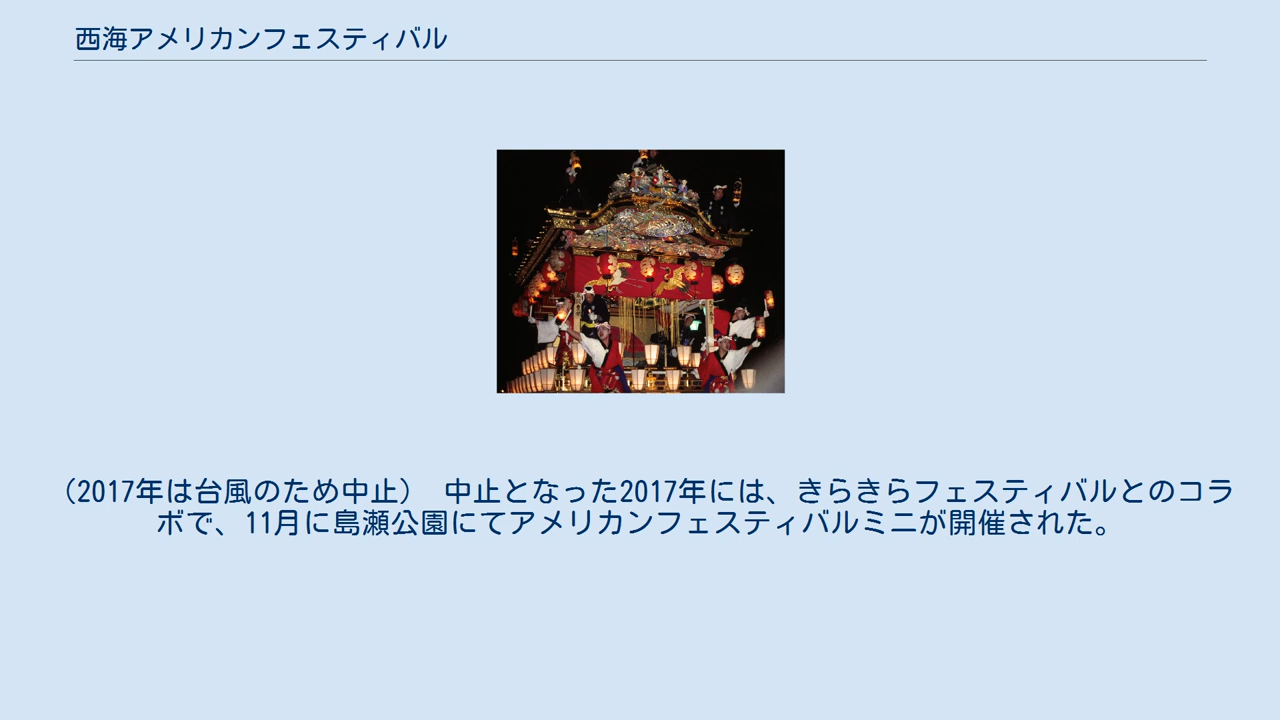 西海アメリカンフェスティバル
（2017年は台風のため中止）　中止となった2017年には、きらきらフェスティバルとのコラ
ボで、11月に島瀬公園にてアメリカンフェスティバルミニが開催された。